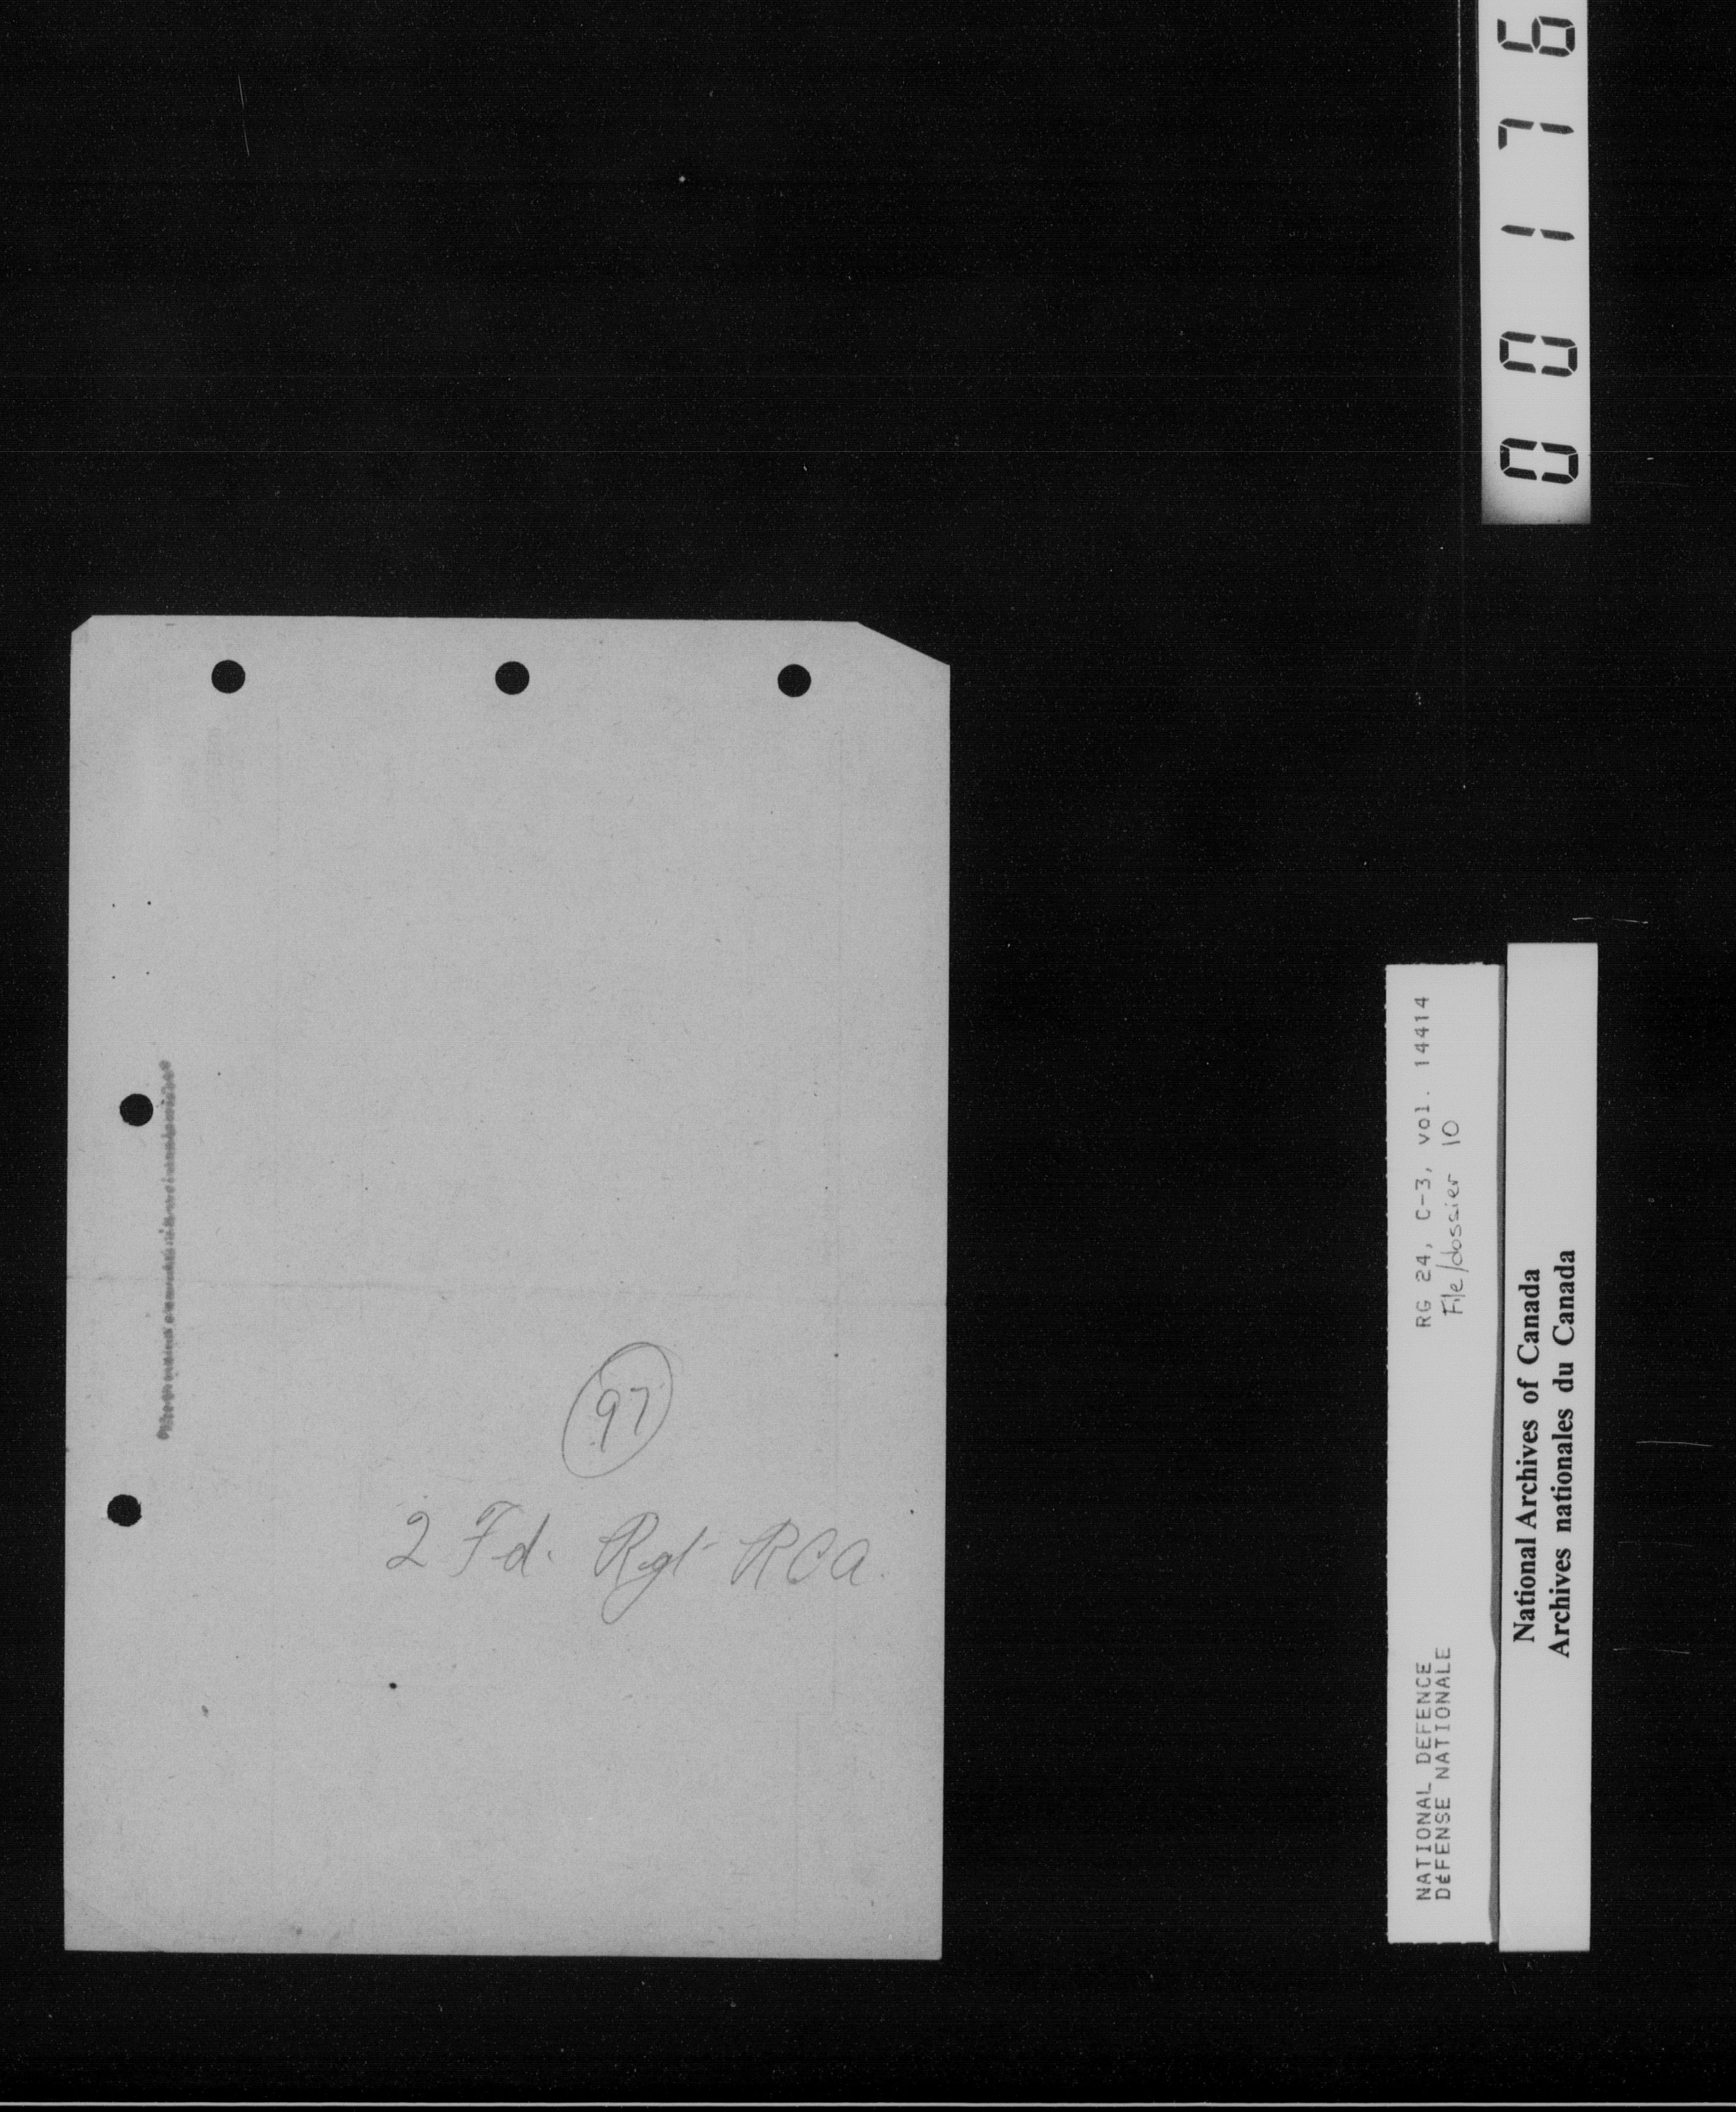 00176
97
2 Fd. Rgt RCA.
RG 24, C-3, vol. 14414
File/dossier 10
NATIONAL DEFENCE
DÉFENSE NATIONALE
National Archives of Canada
Archives nationales du Canada